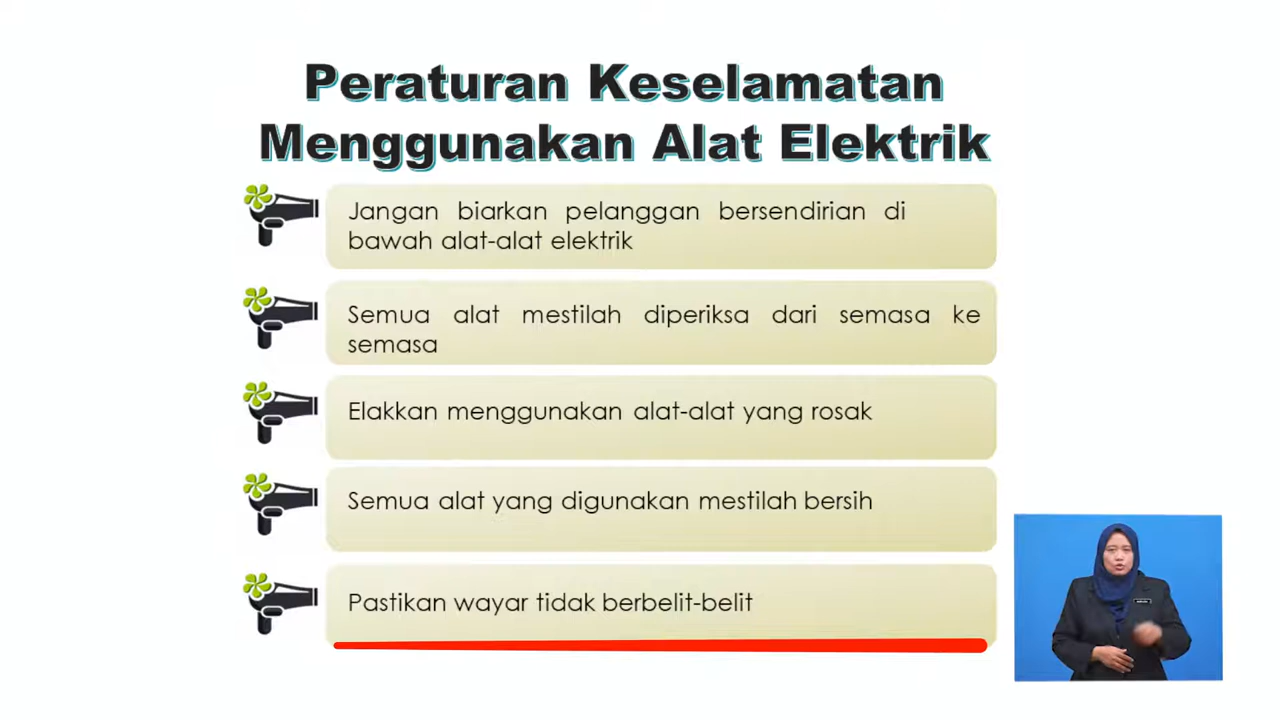 Peraturan Keselamatan
Menggunakan Alat Elektrik
Jangan biarkan pelanggan bersendirian di
bawah alat-alat elektrik
Semua alat mestilah diperiksa dari semasa ke
semasa
Elakkan menggunakan alat-alat yang rosak
Semua alat yang digunakan mestilah bersih
Pastikan wayar tidak berbelit-belit